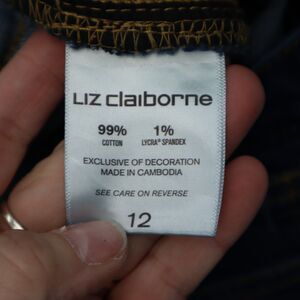 Liz claiborne
99% 1%
COTTON LYCRA® SPANDEX
EXCLUSIVE OF DECORATION
MADE IN CAMBODIA
SEE CARE ON REVERSE
12